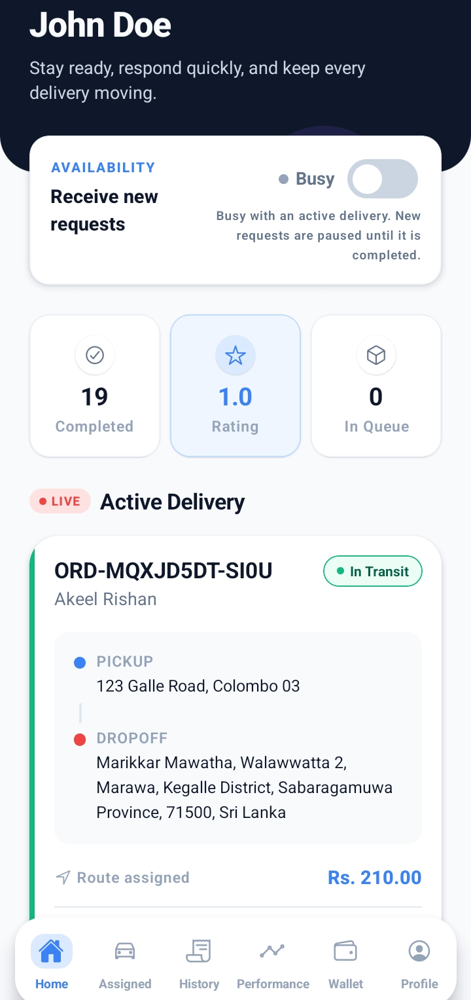 John Doe
Stay ready, respond quickly, and keep every
delivery moving.
AVAILABILITY
Receive new
requests
Busy
Busy with an active delivery. New
requests are paused until it is
completed.
19
Completed
1.0
Rating
0
In Queue
LIVE
Active Delivery
ORD-MQXJD5DT-SI0U
In Transit
Akeel Rishan
PICKUP
123 Galle Road, Colombo 03
DROPOFF
Marikkar Mawatha, Walawwatta 2,
Marawa, Kegalle District, Sabaragamuwa
Province, 71500, Sri Lanka
Route assigned
Rs. 210.00
Home
Assigned
History
Performance
Wallet
Profile